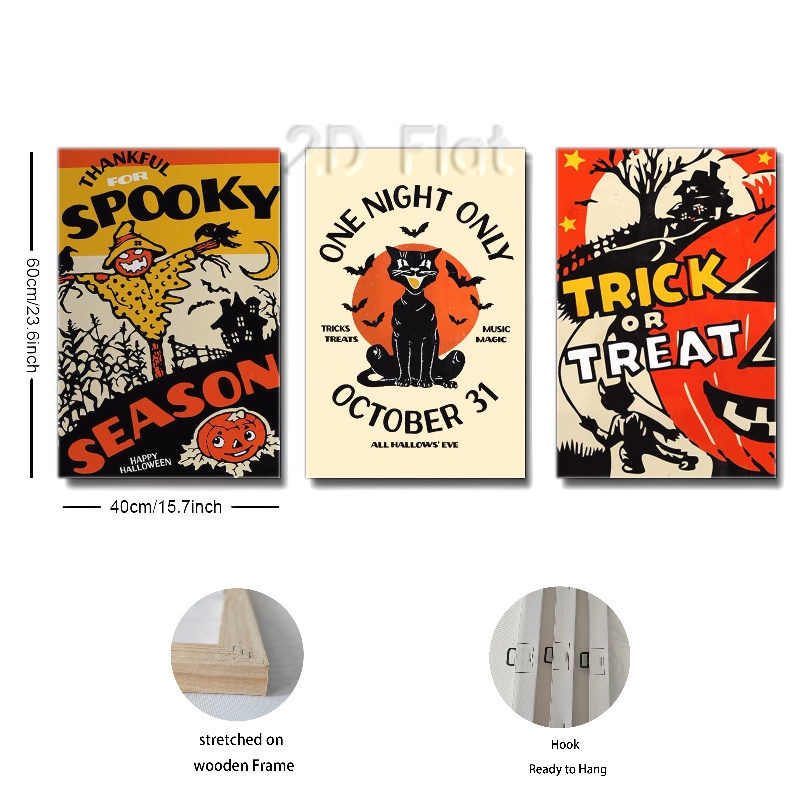 2D Flat
THANKFUL
FOR
SPOOKY
SEASON
HAPPY
HALLOWEEN
ONE NIGHT ONLY
TRICKS
TREATS
MUSIC
MAGIC
OCTOBER 31
ALL HALLOWS' EVE
TRICK
OR
TREAT
60cm/23.6inch
40cm/15.7inch
stretched on
wooden Frame
Hook
Ready to Hang